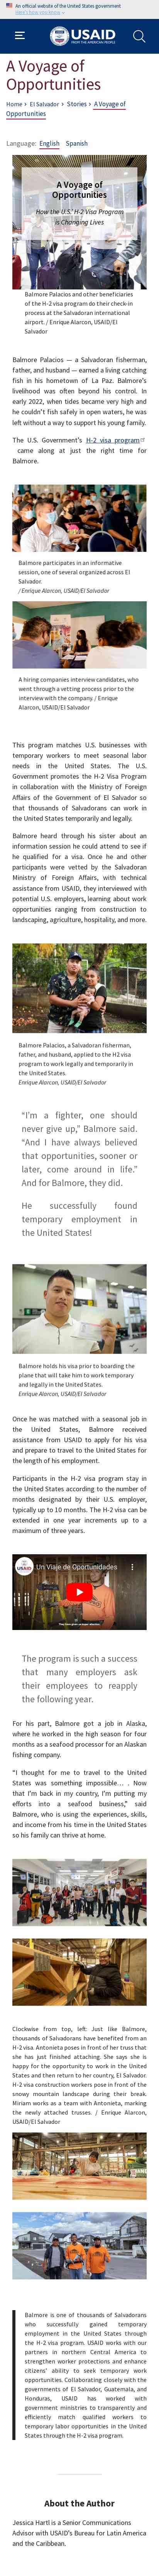 An official website of the United States government
Here's how you know
USAID
FROM THE AMERICAN PEOPLE
A Voyage of
Opportunities
Home › El Salvador › Stories › A Voyage of
Opportunities
Language: English Spanish
A Voyage of
Opportunities
How the U.S.' H-2 Visa Program
is Changing Lives
Balmore Palacios and other beneficiaries
of the H-2 visa program do their check in
process at the Salvadoran international
airport. / Enrique Alarcon, USAID/El
Salvador
Balmore Palacios — a Salvadoran fisherman,
father, and husband — earned a living catching
fish in his hometown of La Paz. Balmore's
livelihood was often beyond his control. In
early 2022, when tides became very high and
he couldn't fish safely in open waters, he was
left without a way to support his young family.
The U.S. Government's H-2 visa program
came along at just the right time for
Balmore.
Balmore participates in an informative
session, one of several organized across El
Salvador.
/ Enrique Alarcon, USAID/El Salvador
A hiring companies interview candidates, who
went through a vetting process prior to the
interview with the company. / Enrique
Alarcon, USAID/El Salvador
This program matches U.S. businesses with
temporary workers to meet seasonal labor
needs in the United States. The U.S.
Government promotes the H-2 Visa Program
in collaboration with the Ministry of Foreign
Affairs of the Government of El Salvador so
that thousands of Salvadorans can work in
the United States temporarily and legally.
Balmore heard through his sister about an
information session he could attend to see if
he qualified for a visa. Once he and other
participants were vetted by the Salvadoran
Ministry of Foreign Affairs, with technical
assistance from USAID, they interviewed with
potential U.S. employers, learning about work
opportunities ranging from construction to
landscaping, agriculture, hospitality, and more.
Balmore Palacios, a Salvadoran fisherman,
father, and husband, applied to the H2 visa
program to work legally and temporarily in
the United States.
Enrique Alarcon, USAID/El Salvador
“I'm a fighter, one should
never give up,” Balmore said.
“And I have always believed
that opportunities, sooner or
later, come around in life.”
And for Balmore, they did.
He successfully found
temporary employment in
the United States!
Balmore holds his visa prior to boarding the
plane that will take him to work temporary
and legally in the United States.
Enrique Alarcon, USAID/El Salvador
Once he was matched with a seasonal job in
the United States, Balmore received
assistance from USAID to apply for his visa
and prepare to travel to the United States for
the length of his employment.
Participants in the H-2 visa program stay in
the United States according to the number of
months designated by their U.S. employer,
typically up to 10 months. The H-2 visa can be
extended in one year increments up to a
maximum of three years.
Un Viaje de Oportunidades
The program is such a success
that many employers ask
their employees to reapply
the following year.
For his part, Balmore got a job in Alaska,
where he worked in the high season for four
months as a seafood processor for an Alaskan
fishing company.
“I thought for me to travel to the United
States was something impossible… . Now
that I'm back in my country, I'm putting my
efforts into a seafood business,” said
Balmore, who is using the experiences, skills,
and income from his time in the United States
so his family can thrive at home.
Clockwise from top, left: Just like Balmore,
thousands of Salvadorans have benefited from an
H-2 visa. Antonieta poses in front of her truss that
she has just finished attaching. She says she is
happy for the opportunity to work in the United
States and then return to her country, El Salvador.
H-2 visa construction workers pose in front of the
snowy mountain landscape during their break.
Miriam works as a team with Antonieta, marking
the newly attached trusses. / Enrique Alarcon,
USAID/El Salvador
Balmore is one of thousands of Salvadorans
who successfully gained temporary
employment in the United States through
the H-2 visa program. USAID works with our
partners in northern Central America to
strengthen worker protections and enhance
citizens' ability to seek temporary work
opportunities. Collaborating closely with the
governments of El Salvador, Guatemala, and
Honduras, USAID has worked with
government ministries to transparently and
efficiently match qualified workers to
temporary labor opportunities in the United
States through the H-2 visa program.
About the Author
Jessica Hartl is a Senior Communications
Advisor with USAID's Bureau for Latin America
and the Caribbean.